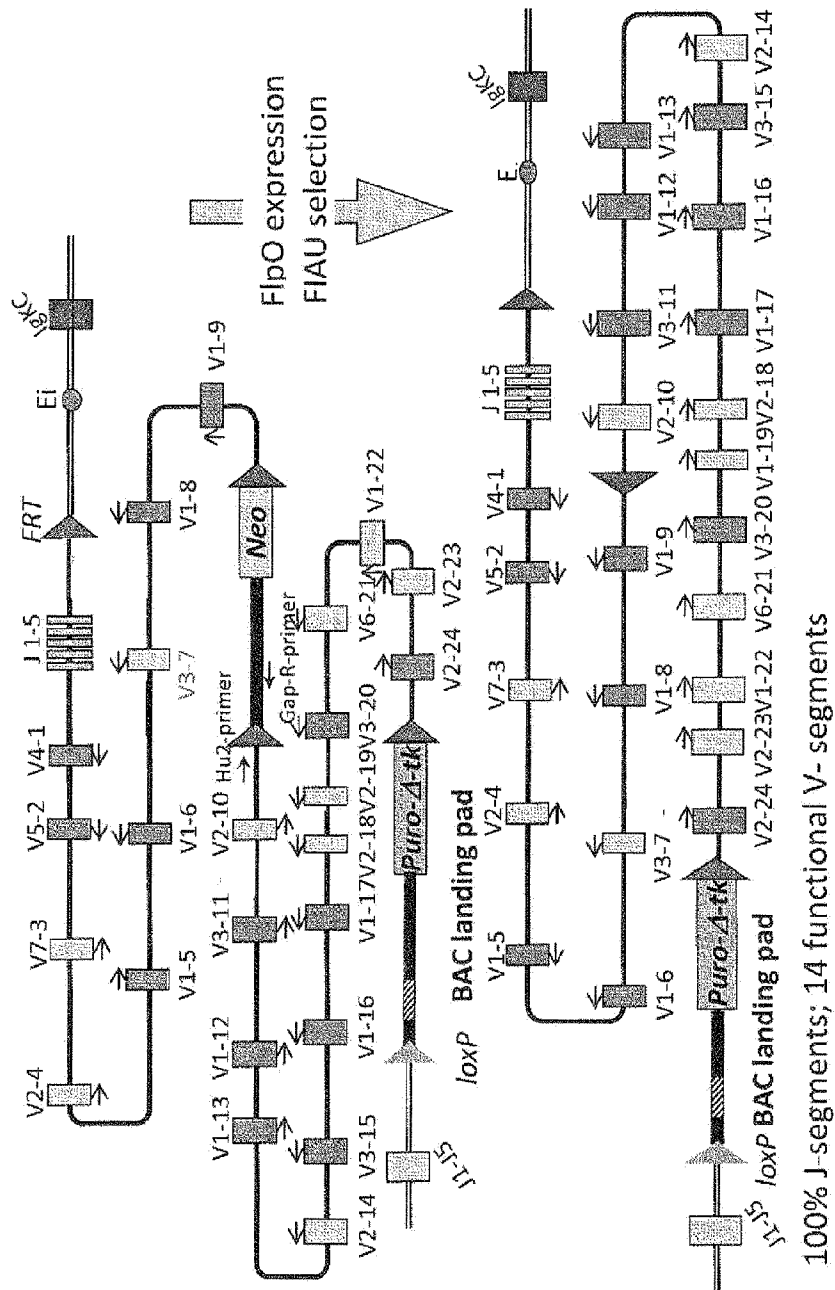 IgkC
Ei
FRT
J 1-5
V4-1
V5-2
V7-3
V2-4
V1-5
V1-6
V3-7
V1-8
V1-9
Neo
Hu2-primer
Gap-R-primer
V2-10
V3-11
V1-12
V1-13
V2-14
V3-15
V1-16
V1-17
V2-18
V2-19
V3-20
V6-21
V1-22
V2-23
V2-24
Puro-Δ-tk
BAC landing pad
loxP
J1-J5
FlpO expression
FIAU selection
IgkC
E.
J 1-5
V4-1
V5-2
V7-3
V2-4
V1-5
V1-6
V3-7
V1-8
V1-9
V2-10
V3-11
V1-12
V1-13
V2-14
V3-15
V1-16
V1-17
V2-18
V1-19
V3-20
V6-21
V1-22
V2-23
V2-24
Puro-Δ-tk
loxP BAC landing pad
J1-J5
100% J-segments; 14 functional V- segments